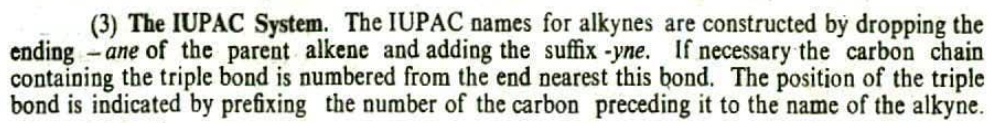 (3) The IUPAC System. The IUPAC names for alkynes are constructed by dropping the
ending –ane of the parent alkene and adding the suffix -yne. If necessary the carbon chain
containing the triple bond is numbered from the end nearest this bond. The position of the triple
bond is indicated by prefixing the number of the carbon preceding it to the name of the alkyne.